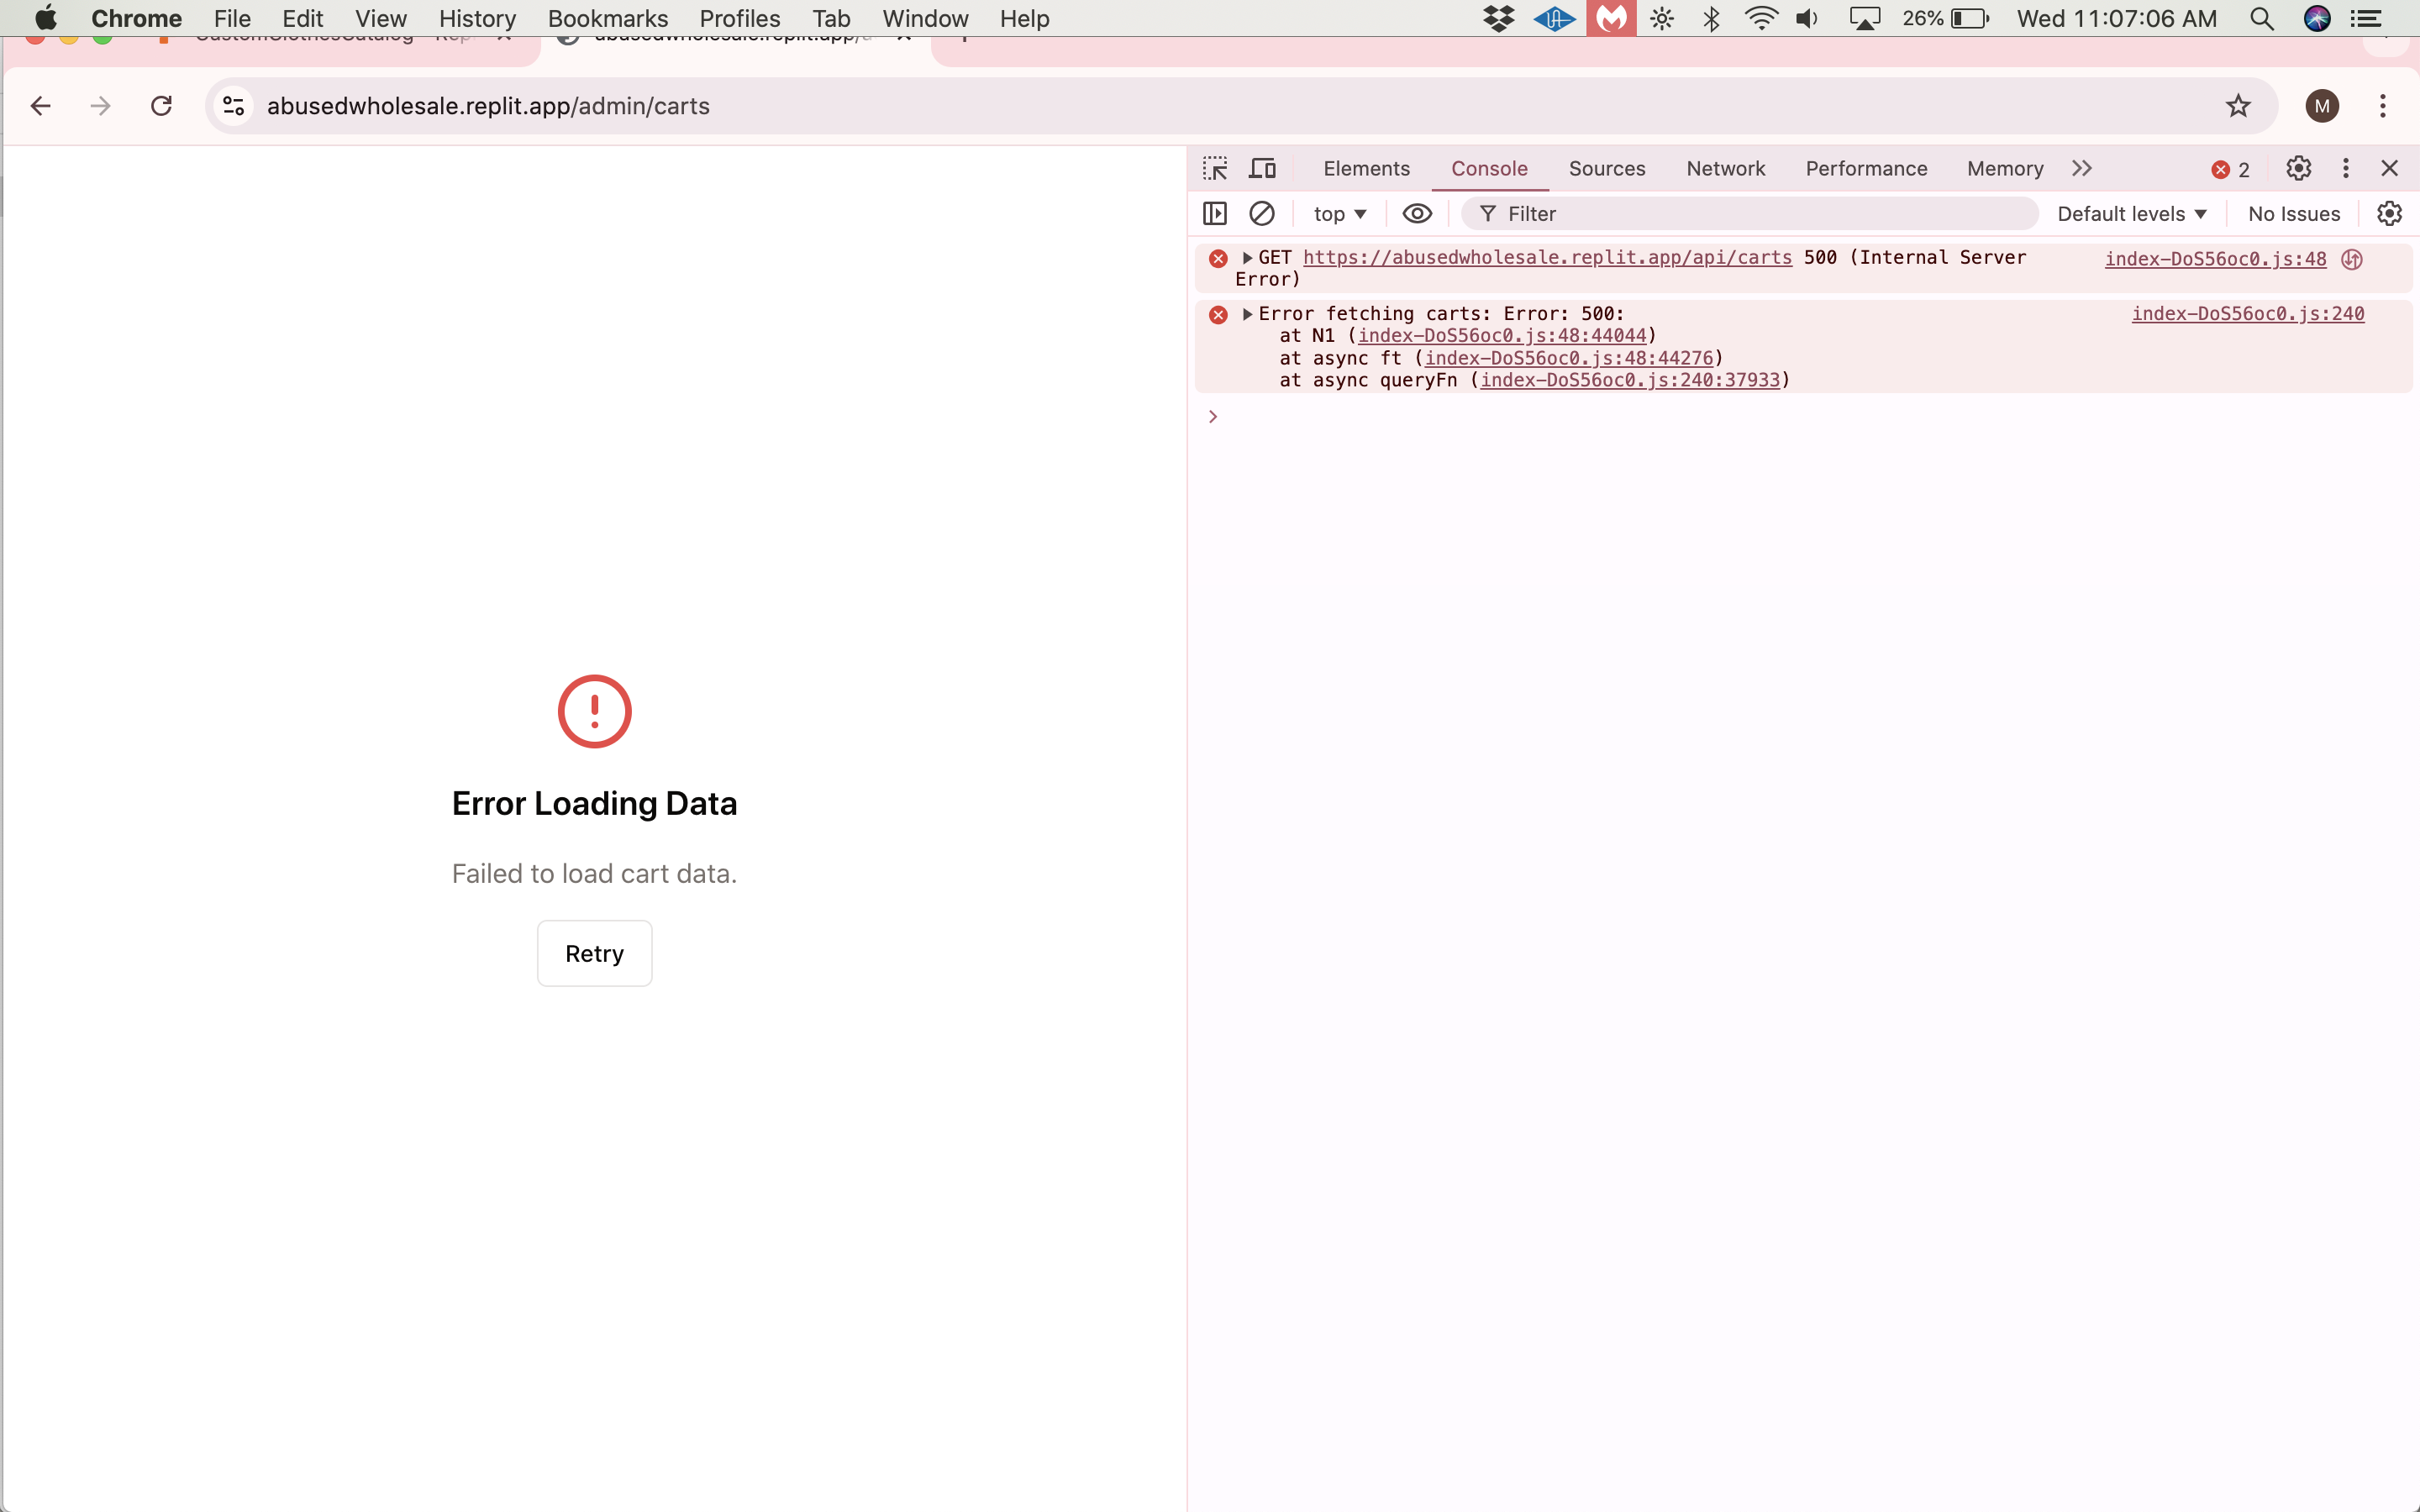 Chrome File Edit View History Bookmarks Profiles Tab Window Help 26% Wed 11:07:06 AM
CustomClothesCatalog - Rep abusedwholesale.replit.app/a
abusedwholesale.replit.app/admin/carts M
Elements Console Sources Network Performance Memory 2
top ▼ Filter Default levels ▼ No Issues
GET https://abusedwholesale.replit.app/api/carts 500 (Internal Server index-DoS56oc0.js:48
Error)
Error fetching carts: Error: 500: index-DoS56oc0.js:240
at N1 (index-DoS56oc0.js:48:44044)
at async ft (index-DoS56oc0.js:48:44276)
at async queryFn (index-DoS56oc0.js:240:37933)
Error Loading Data
Failed to load cart data.
Retry